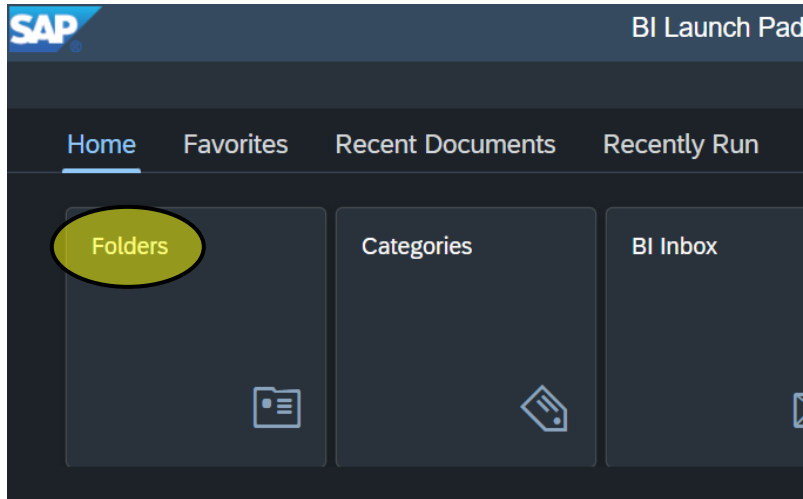 SAP®
BI Launch Pad
Home Favorites Recent Documents Recently Run
Folders Categories BI Inbox